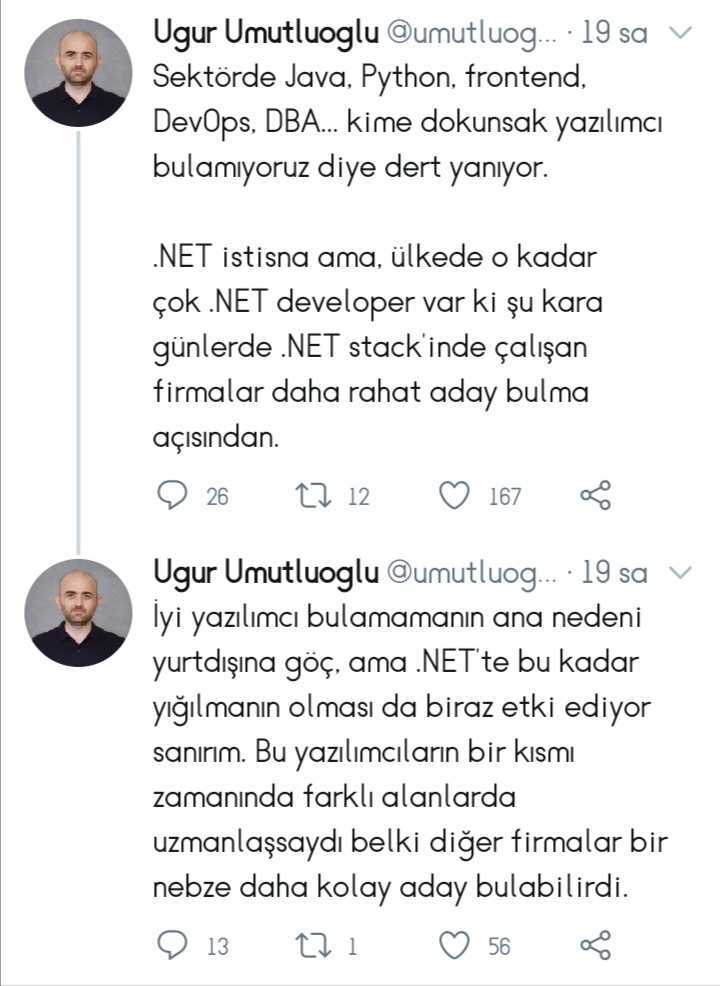 Ugur Umutluoglu @umutluog... · 19 sa
Sektörde Java, Python, frontend,
DevOps, DBA... kime dokunsak yazılımcı
bulamıyoruz diye dert yanıyor.
.NET istisna ama, ülkede o kadar
çok .NET developer var ki şu kara
günlerde .NET stack'inde çalışan
firmalar daha rahat aday bulma
açısından.
26 12 167
Ugur Umutluoglu @umutluog... · 19 sa
İyi yazılımcı bulamamanın ana nedeni
yurtdışına göç, ama .NET'te bu kadar
yığılmanın olması da biraz etki ediyor
sanırım. Bu yazılımcıların bir kısmı
zamanında farklı alanlarda
uzmanlaşsaydı belki diğer firmalar bir
nebze daha kolay aday bulabilirdi.
13 1 56